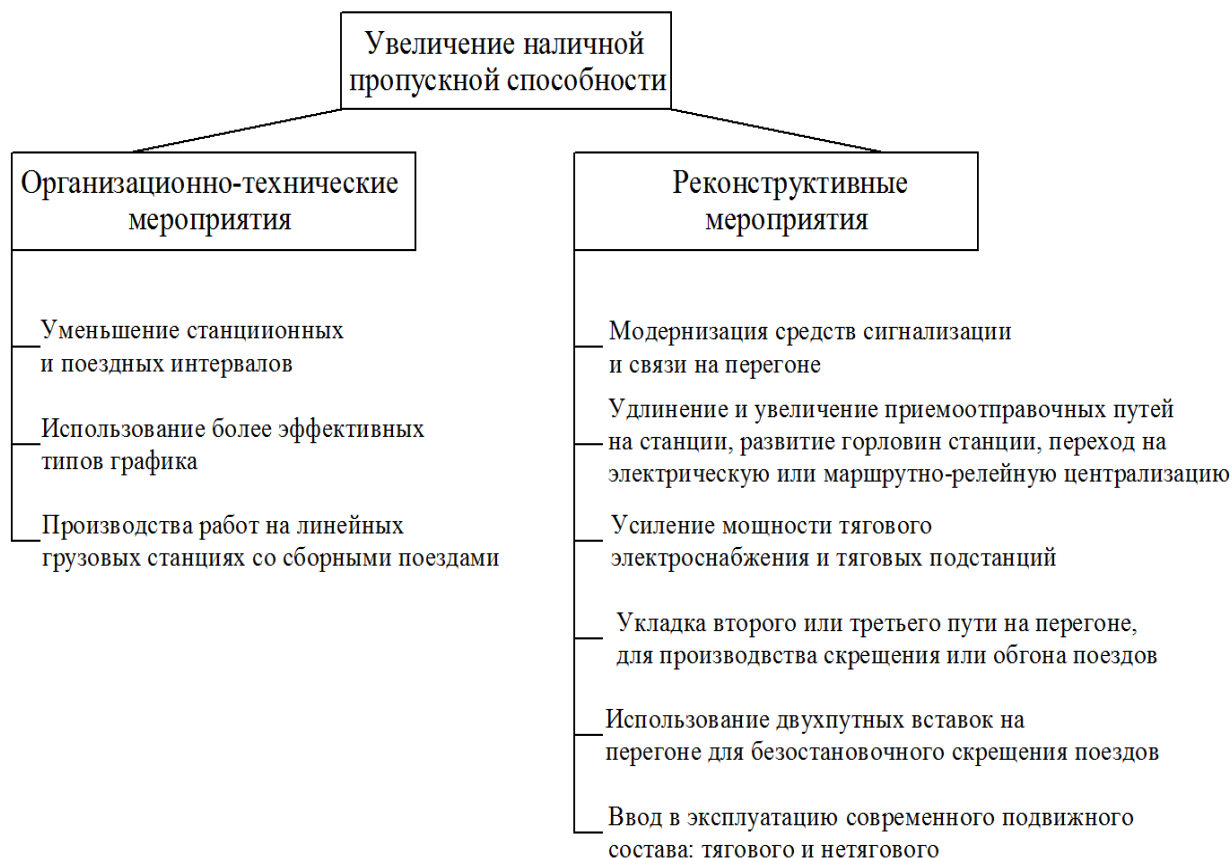 Увеличение наличной
пропускной способности
Организационно-технические
мероприятия
Уменьшение станциионных
и поездных интервалов
Использование более эффективных
типов графика
Производства работ на линейных
грузовых станциях со сборными поездами
Реконструктивные
мероприятия
Модернизация средств сигнализации
и связи на перегоне
Удлинение и увеличение приемоотправочных путей
на станции, развитие горловин станции, переход на
электрическую или маршрутно-релейную централизацию
Усиление мощности тягового
электроснабжения и тяговых подстанций
Укладка второго или третьего пути на перегоне,
для производвства скрещения или обгона поездов
Использование двухпутных вставок на
перегоне для безостановочного скрещения поездов
Ввод в эксплуатацию современного подвижного
состава: тягового и нетягового